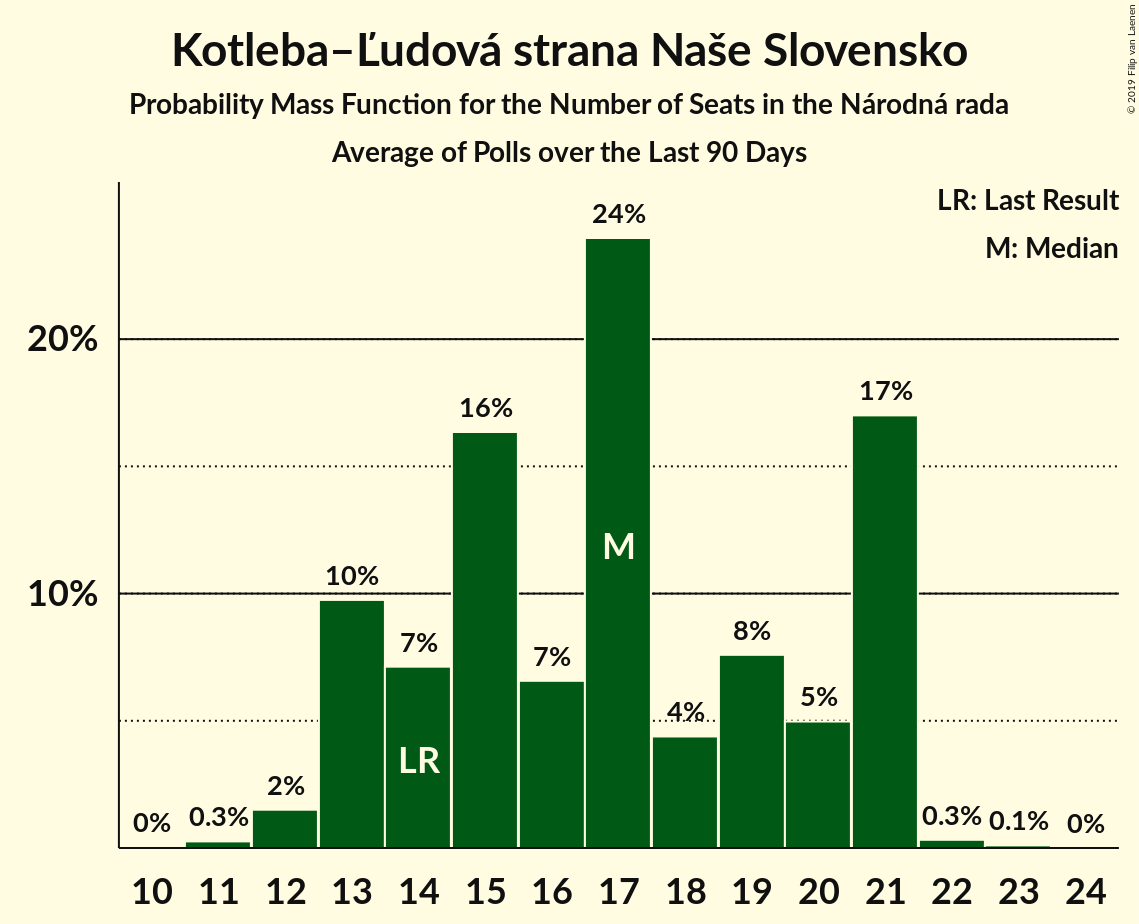 Kotleba–Ľudová strana Naše Slovensko
Probability Mass Function for the Number of Seats in the Národná rada
Average of Polls over the Last 90 Days
© 2019 Filip van Laenen
LR: Last Result
M: Median
20%
10%
0%
0.3%
2%
10%
7%
16%
7%
24%
4%
8%
5%
17%
0.3%
0.1%
0%
LR
M
10 11 12 13 14 15 16 17 18 19 20 21 22 23 24